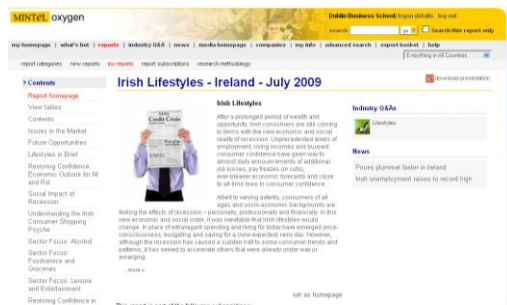 MINTEL oxygen
Dublin Business School: logon details log out
search go Search this report only
my homepage | what's hot | reports | industry G&A | news | media homepage | companies | my info | advanced search | report basket | help
Everything in All Countries
report categories new reports my reports report subscriptions research methodology
Contents
Report homepage
View tables
Contents
Issues in the Market
Future Opportunities
Lifestyles in Brief
Restoring Confidence:
Economic Outlook for NI
and RoI
Social Impact of
Recession
Understanding the Irish
Consumer Shopping
Psyche
Sector Focus: Alcohol
Sector Focus:
Foodservice and
Groceries
Sector Focus: Leisure
and Entertainment
Restoring Confidence in
Irish Lifestyles - Ireland - July 2009
download presentation
Credit Crisis
Irish Lifestyles
After a prolonged period of wealth and
opportunity, Irish consumers are still coming
to terms with the new economic and social
reality of recession. Unprecedented levels of
employment, rising incomes and buoyant
consumer confidence have given way to
almost daily announcements of additional
job losses, pay freezes (or cuts),
ever-bleaker economic forecasts and close
to all-time lows in consumer confidence.
Albeit to varying extents, consumers of all
ages and socio-economic backgrounds are
feeling the effects of recession – personally, professionally and financially. In this
new economic and social order, it was inevitable that Irish lifestyles would
change. In place of extravagant spending and living for today have emerged price-
consciousness, budgeting and saving for a (now expected) rainy day. However,
although the recession has caused a sudden halt to some consumer trends and
patterns, it has served to accelerate others that were already under way or
emerging.
...more
set as homepage
This report is part of the following subscriptions:
Industry G&As
Lifestyles
News
Prices plummet faster in Ireland
Irish unemployment raises to record high